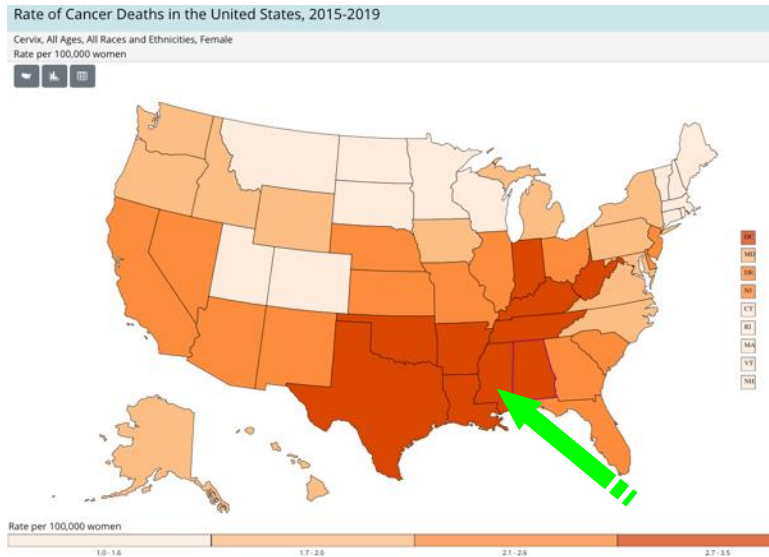 Rate of Cancer Deaths in the United States, 2015-2019
Cervix, All Ages, All Races and Ethnicities, Female
Rate per 100,000 women
DC
MD
DE
NJ
CT
RI
MA
VT
NH
Rate per 100,000 women
1.0 - 1.6 1.7 - 2.0 2.1 - 2.6 2.7 - 3.5